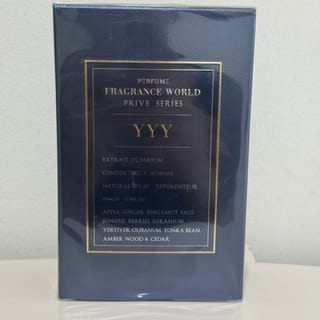 PERFUME
FRAGRANCE WORLD
PRIVE SERIES
YYY
EXTRAIT DE PARFUM
GENDER : POUR HOMME
NATURAL SPRAY - VAPORISATEUR
APPLE GINGER, BERGAMOT, SAGE,
JUNIPER, BERRIES, GERANIUM,
VERTIVER, OLIBANUM, TONKA BEAN,
AMBER WOOD & CEDAR